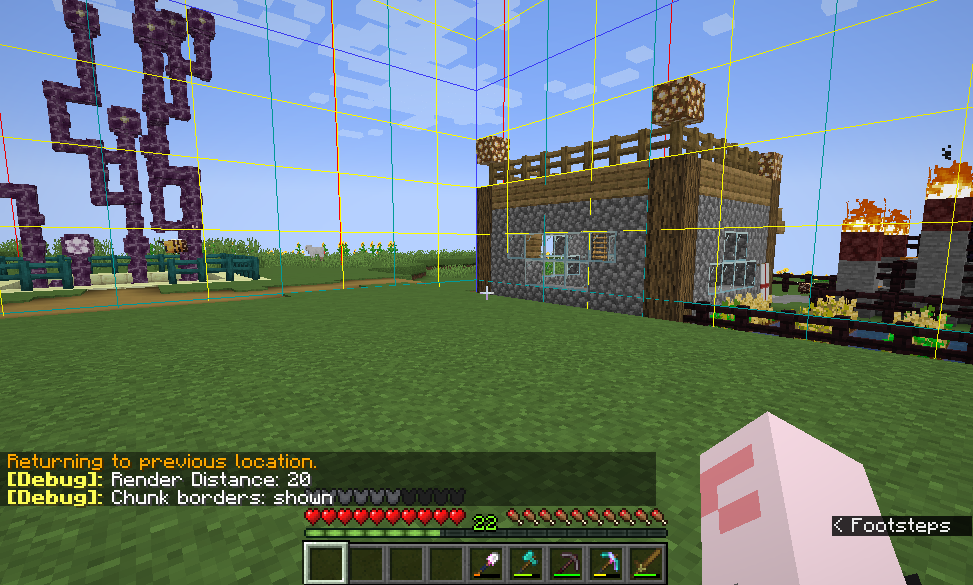 Returning to previous location.
[Debug]: Render Distance: 20
[Debug]: Chunk borders: shown
22
< Footsteps